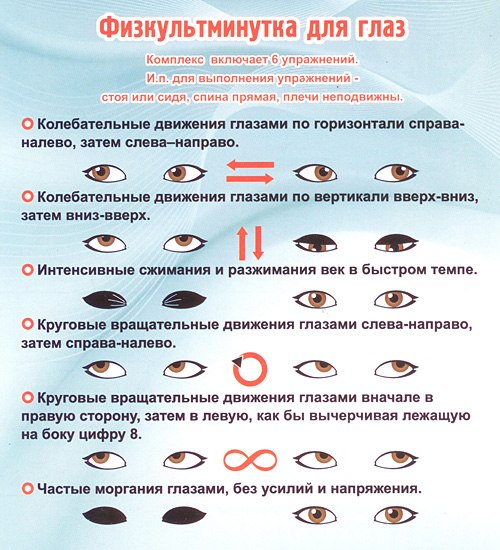 Физкультминутка для глаз
Комплекс включает 6 упражнений.
И.п. для выполнения упражнений -
стоя или сидя, спина прямая, плечи неподвижны.
Колебательные движения глазами по горизонтали справа-
налево, затем слева–направо.
Колебательные движения глазами по вертикали вверх-вниз,
затем вниз-вверх.
Интенсивные сжимания и разжимания век в быстром темпе.
Круговые вращательные движения глазами слева-направо,
затем справа-налево.
Круговые вращательные движения глазами вначале в
правую сторону, затем в левую, как бы вычерчивая лежащую
на боку цифру 8.
Частые моргания глазами, без усилий и напряжения.